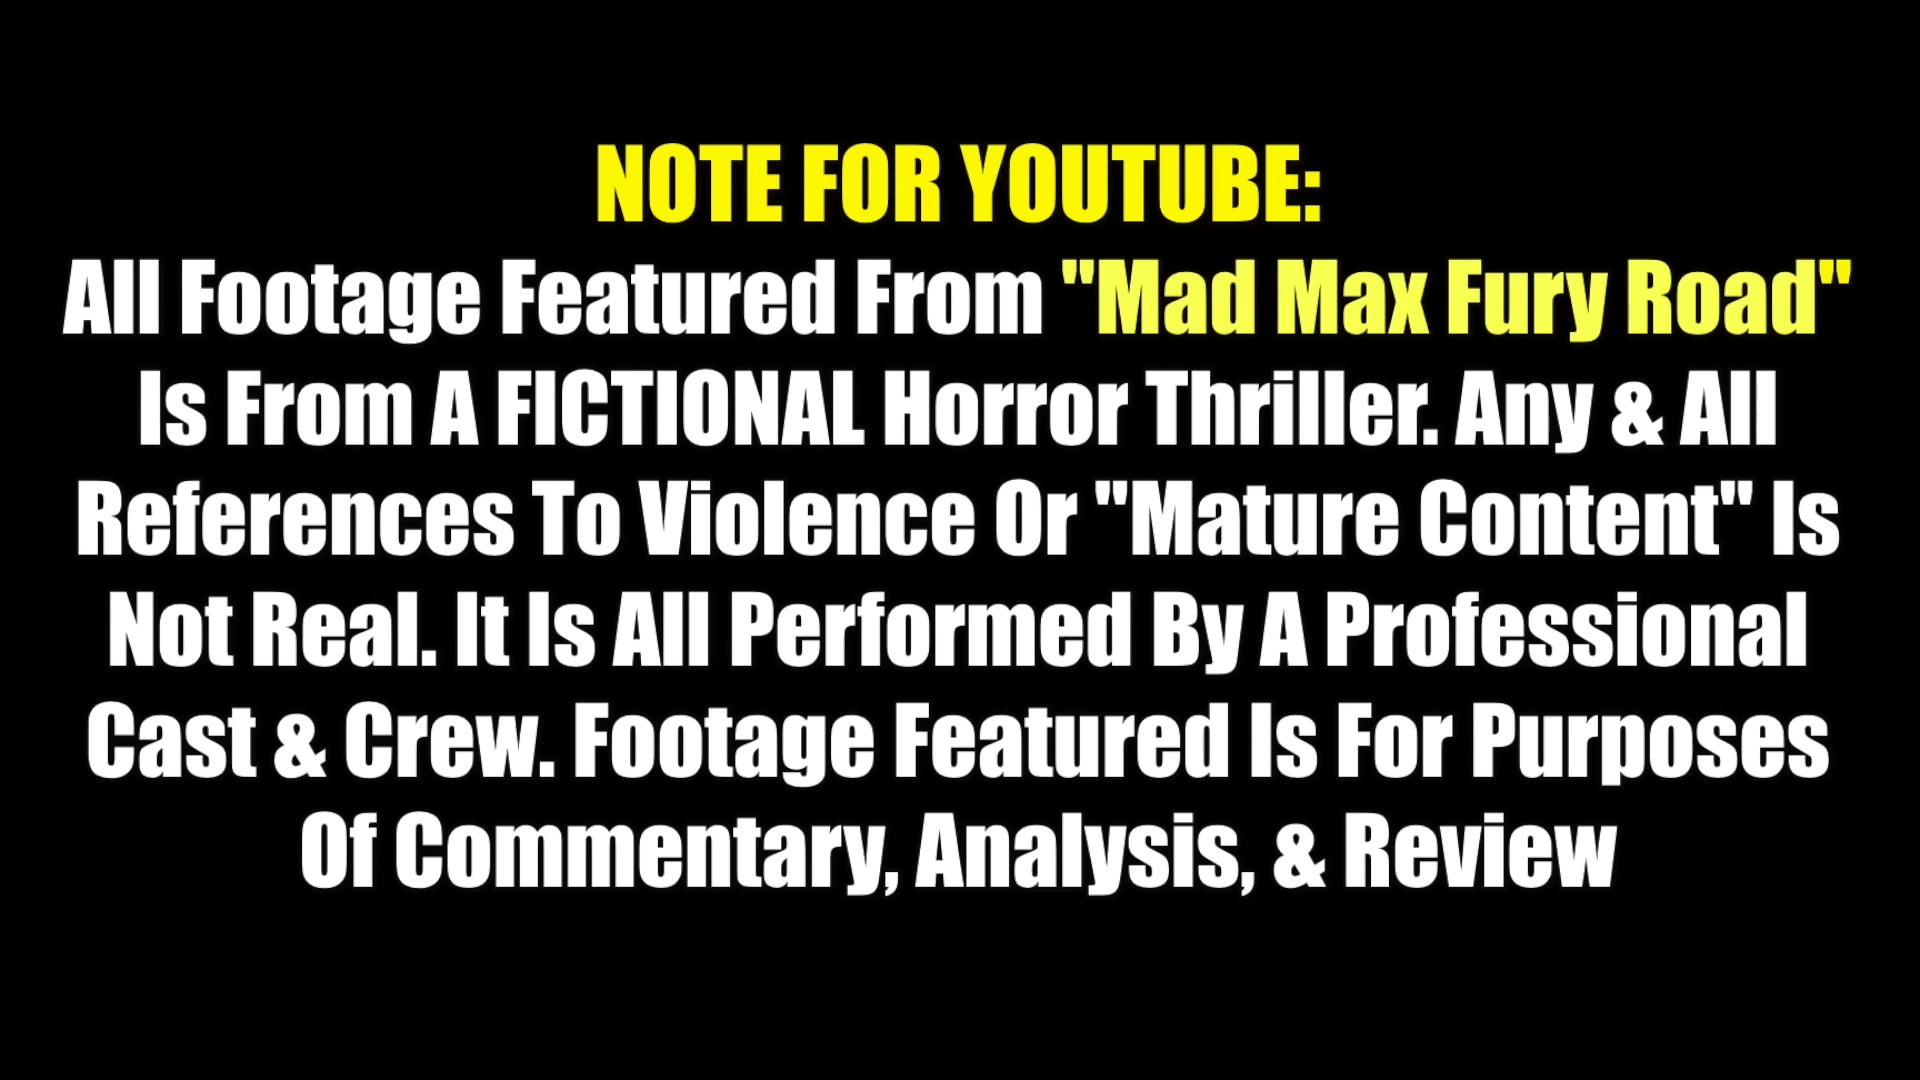 NOTE FOR YOUTUBE:
All Footage Featured From "Mad Max Fury Road"
Is From A FICTIONAL Horror Thriller. Any & All
References To Violence Or "Mature Content" Is
Not Real. It Is All Performed By A Professional
Cast & Crew. Footage Featured Is For Purposes
Of Commentary, Analysis, & Review